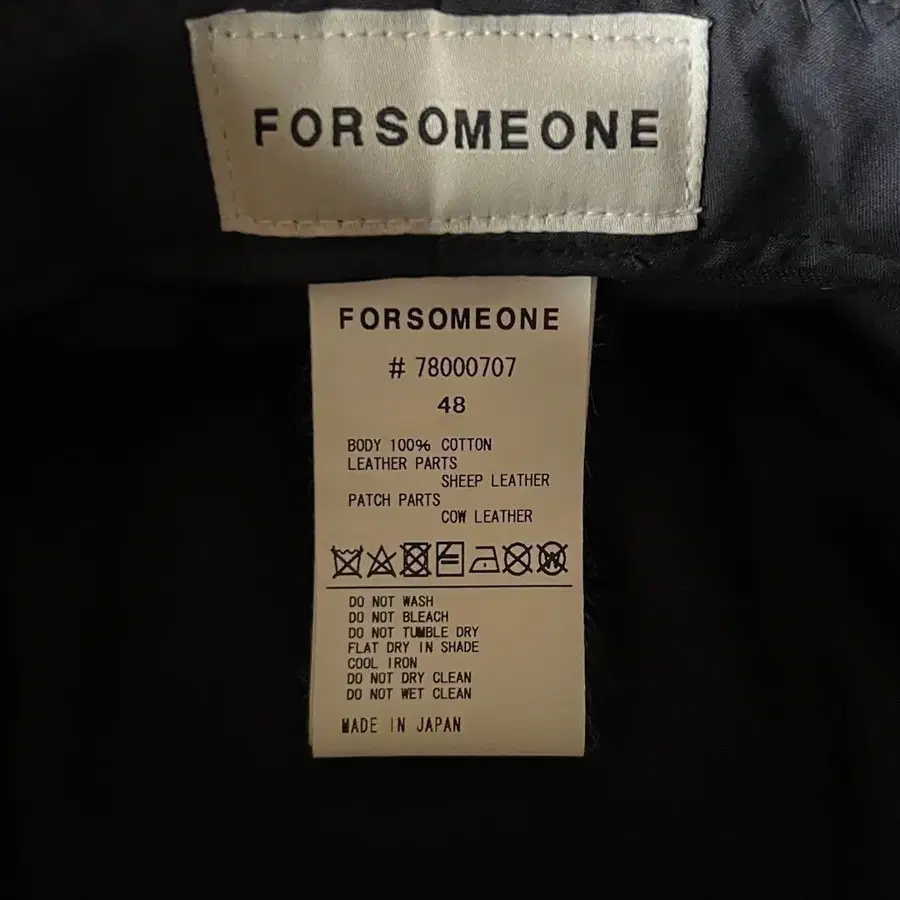 FORSOMEONE
FORSOMEONE
# 78000707
48
BODY 100% COTTON
LEATHER PARTS
SHEEP LEATHER
PATCH PARTS
COW LEATHER
DO NOT WASH
DO NOT BLEACH
DO NOT TUMBLE DRY
FLAT DRY IN SHADE
COOL IRON
DO NOT DRY CLEAN
DO NOT WET CLEAN
MADE IN JAPAN